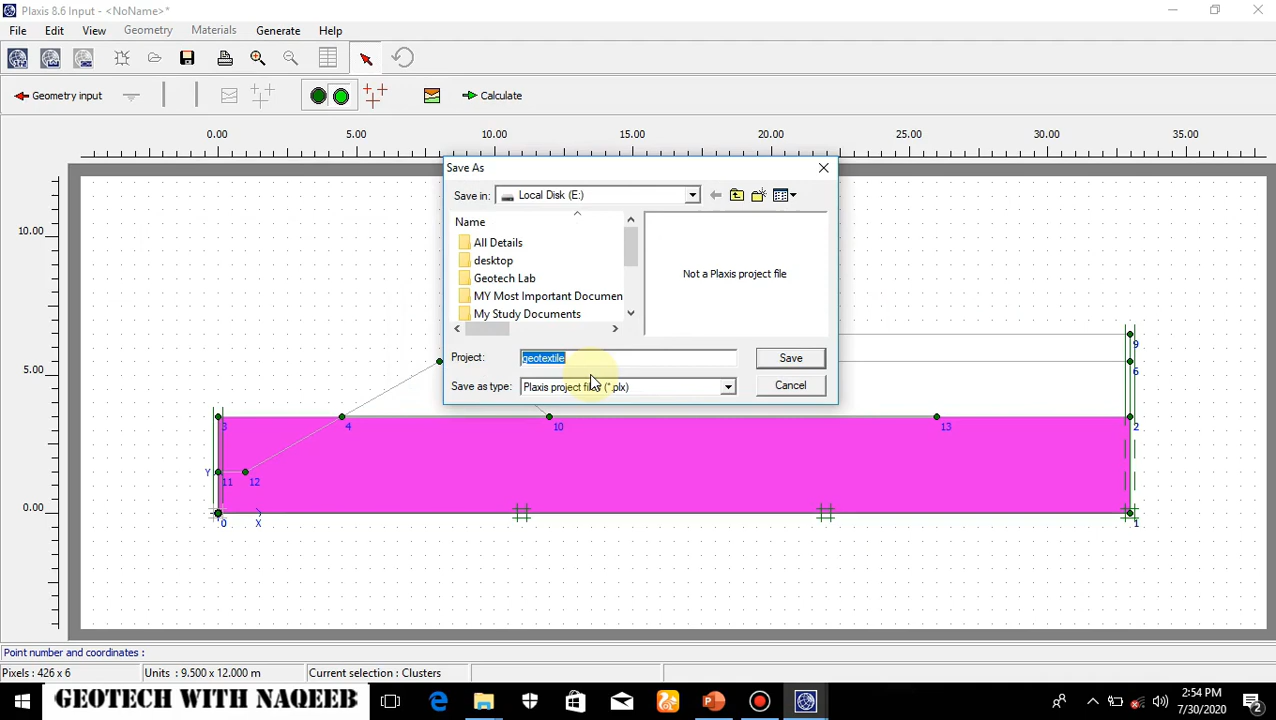 Plaxis 8.6 Input - <NoName>*
File Edit View Geometry Materials Generate Help
Geometry input
Calculate
0.00 5.00 10.00 15.00 20.00 25.00 30.00 35.00
Save As
Save in: Local Disk (E:)
Name
All Details
desktop
Geotech Lab
MY Most Important Documen
My Study Documents
Not a Plaxis project file
Project: geotextile
Save
Save as type: Plaxis project files (*.plx)
Cancel
10.00
5.00
0.00
9
6
3 4 10 13 2
Y 11 12
0 X 1
Point number and coordinates :
Pixels : 426 x 6 Units : 9.500 x 12.000 m Current selection : Clusters
GEOTECH WITH NAQEEB
2:54 PM
7/30/2020
2